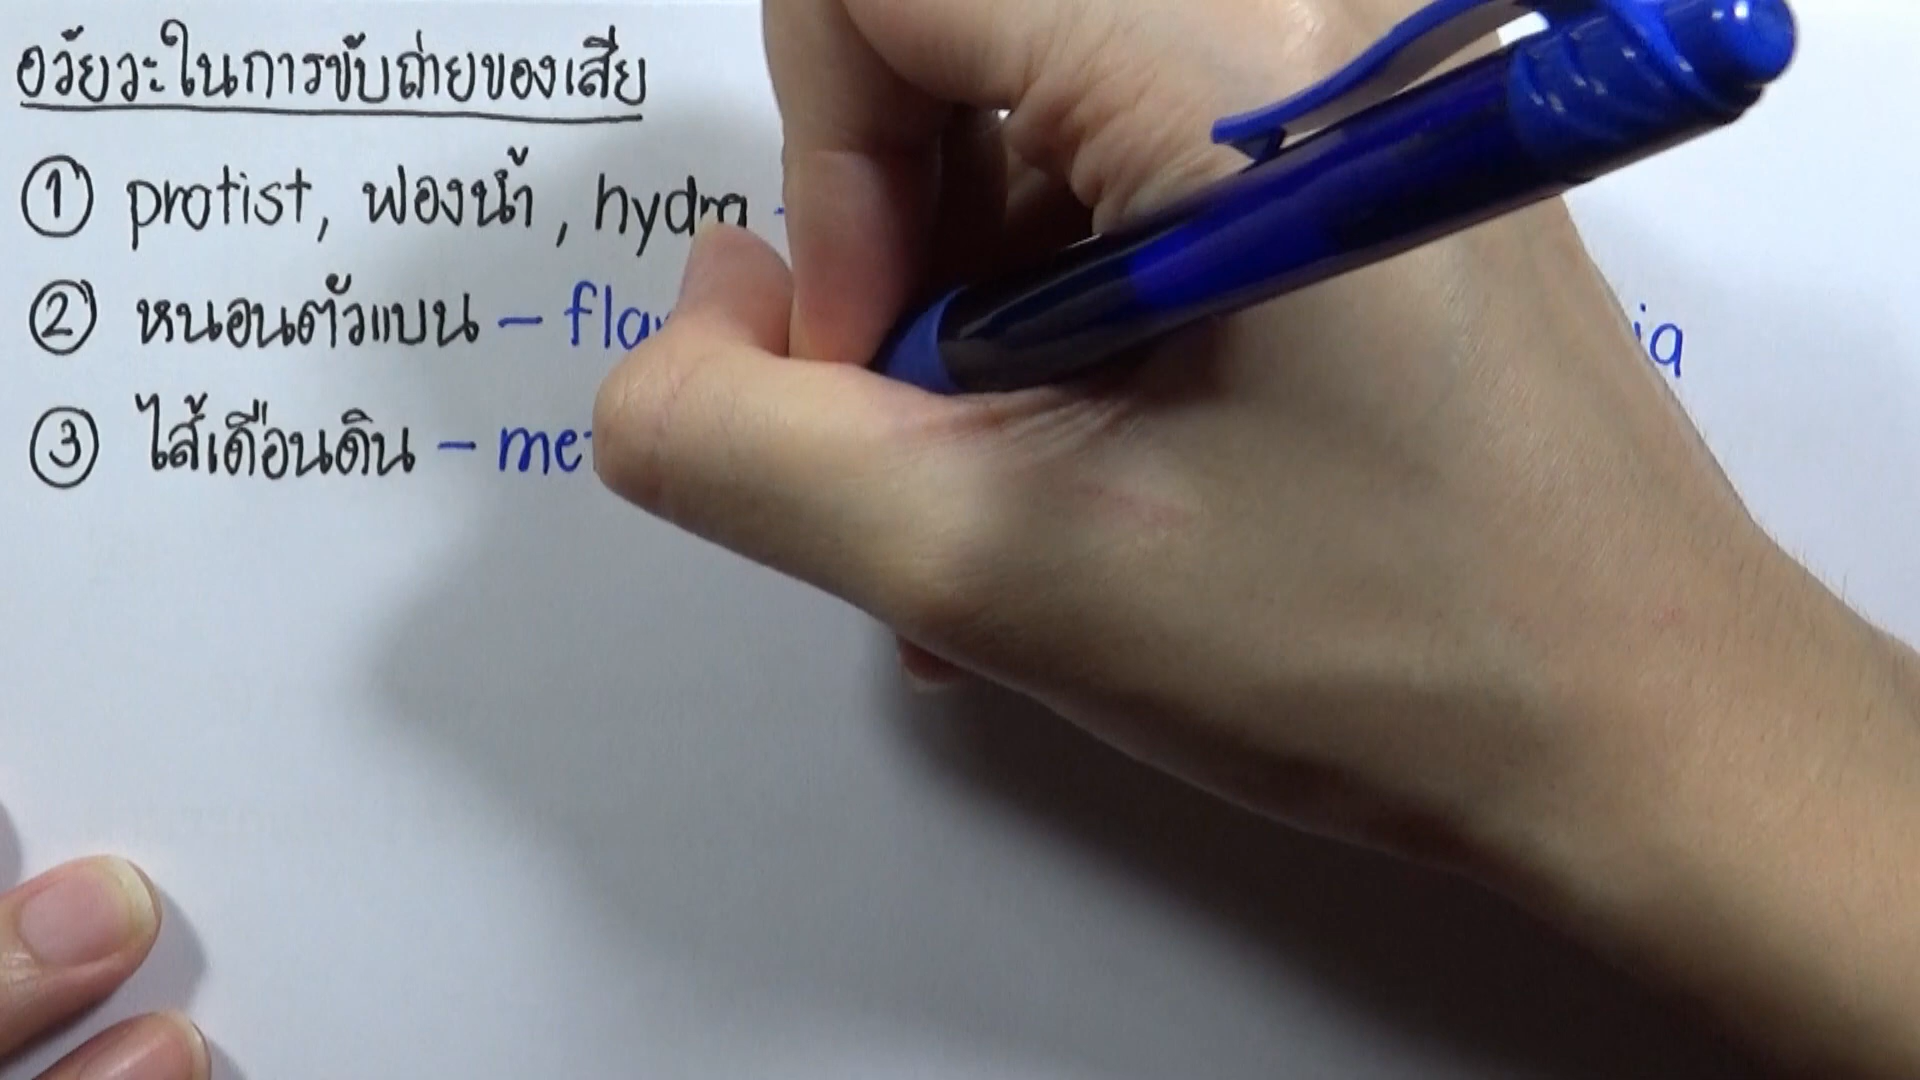 อวัยวะในการขับถ่ายของเสีย
① protist, ฟองน้ำ, hydra -
② หนอนตัวแบน - fla
③ ไส้เดือนดิน - me